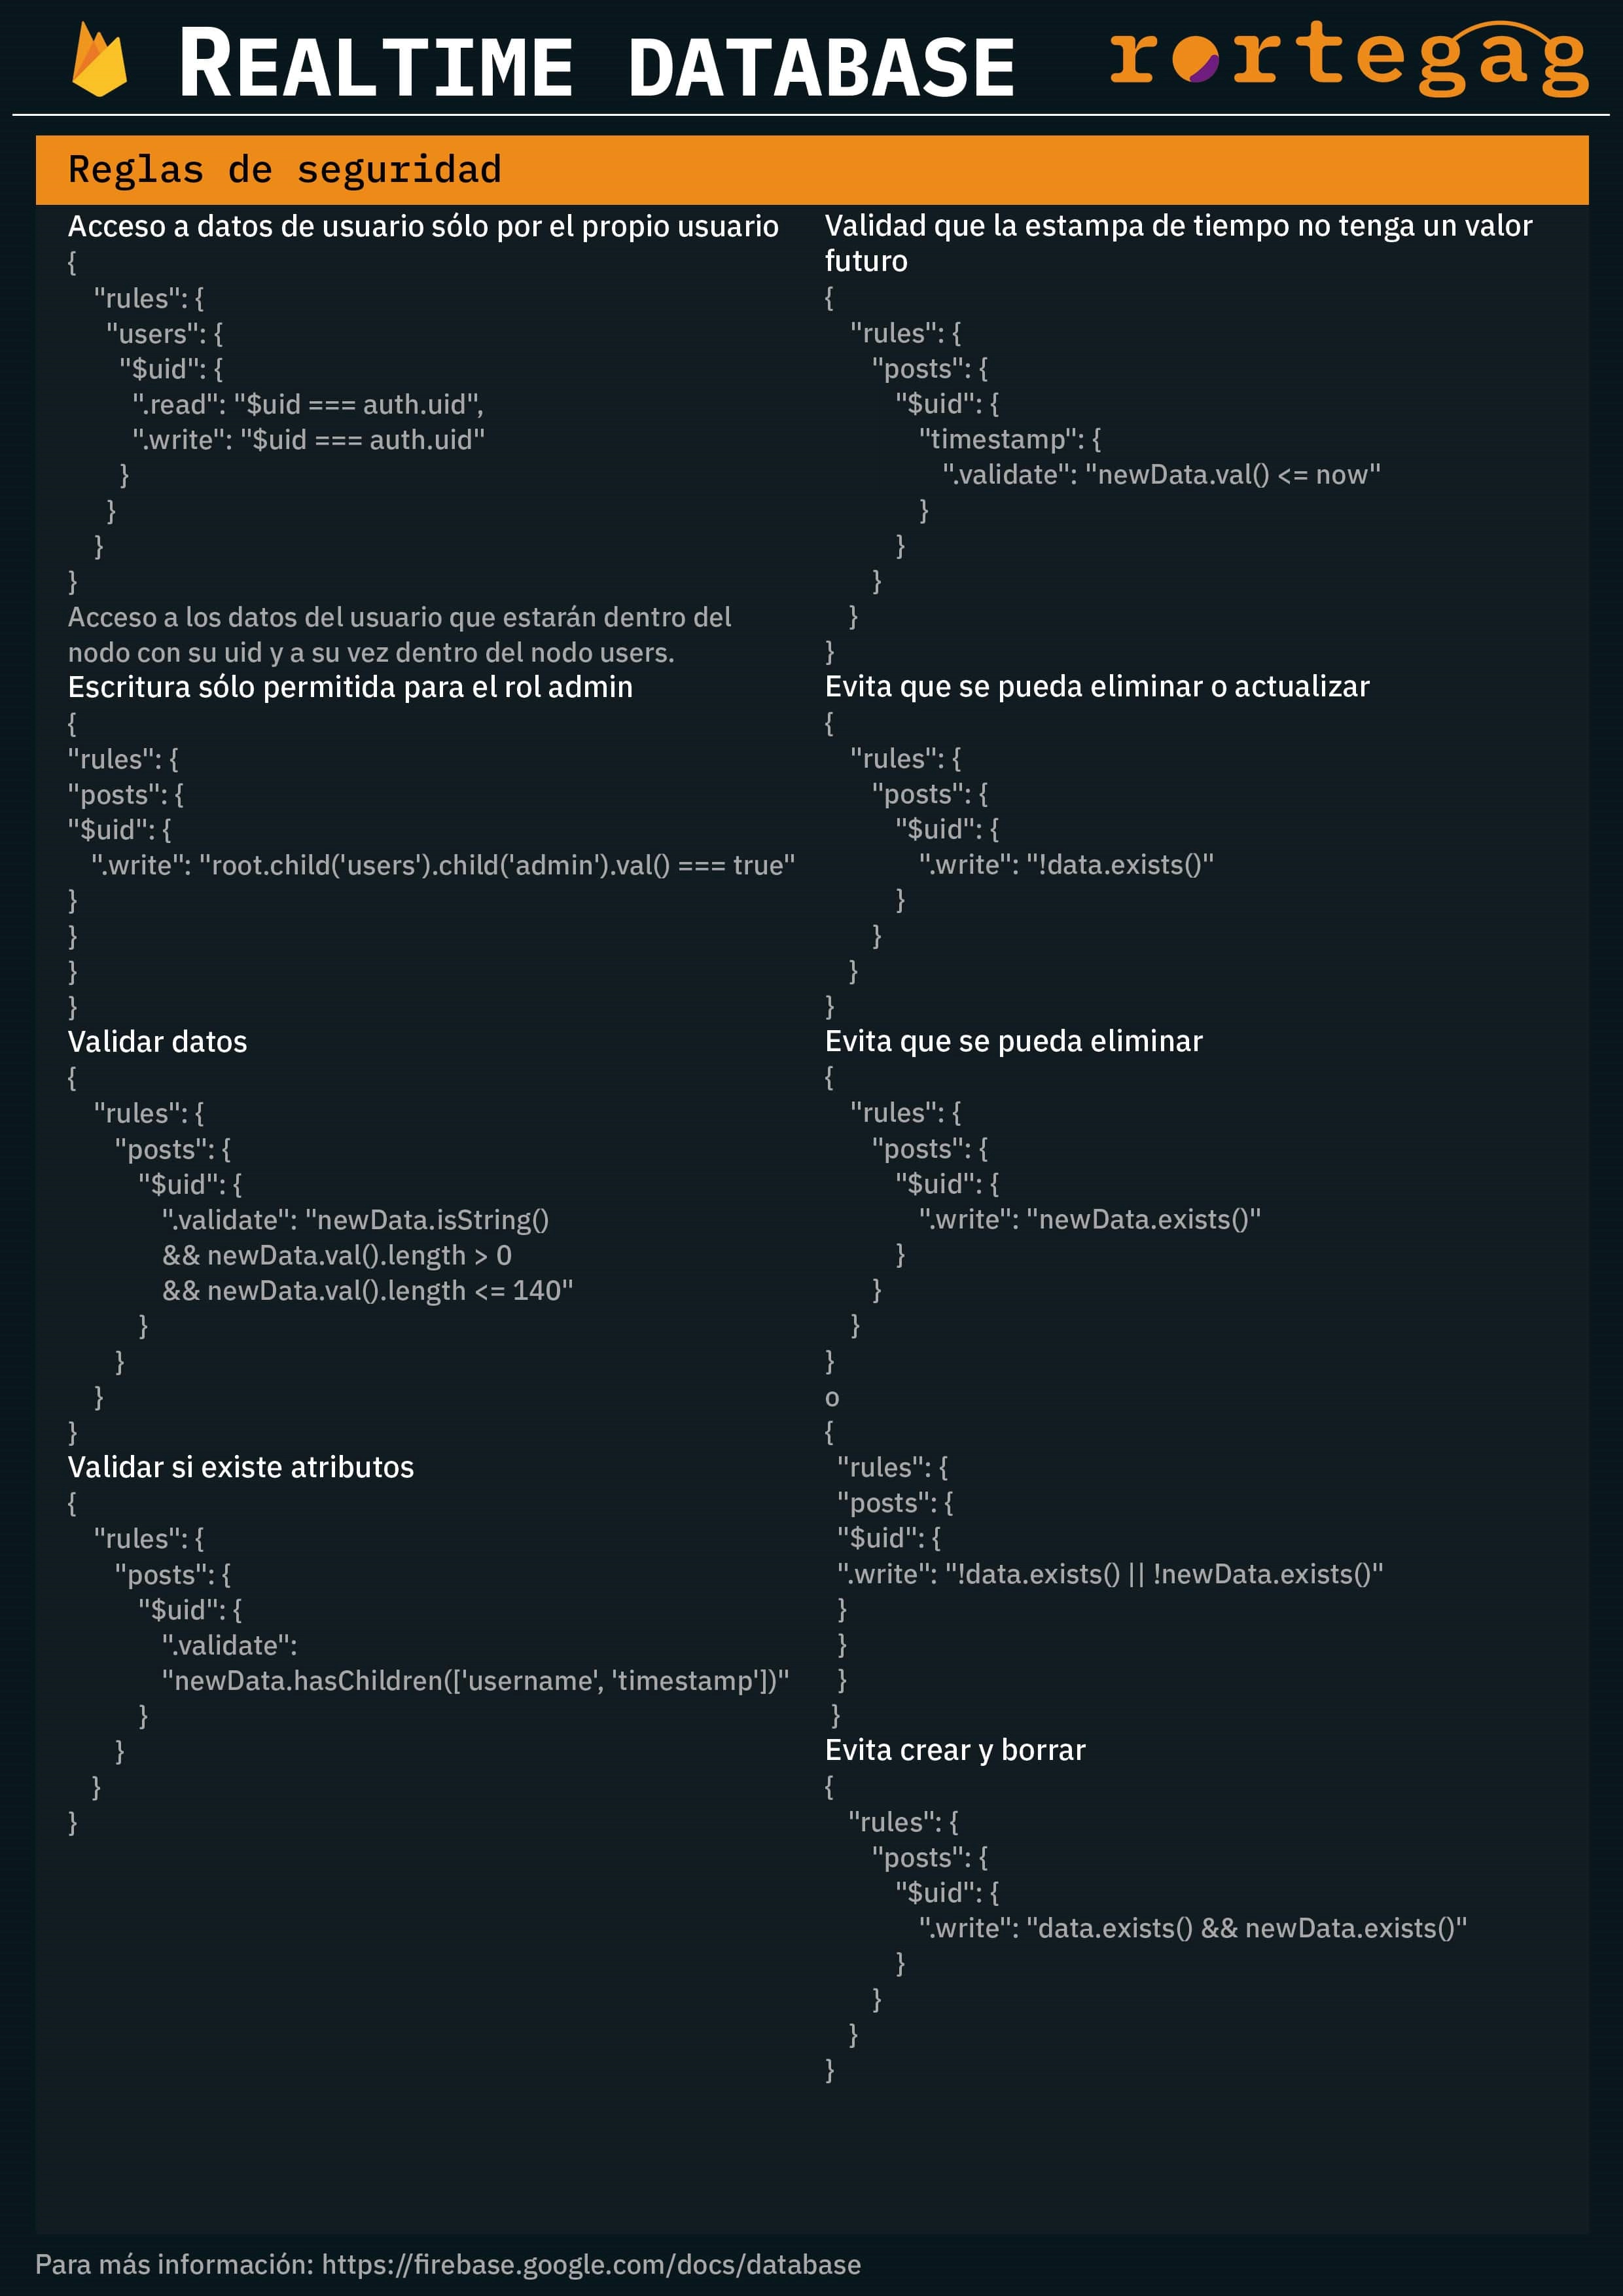 REALTIME DATABASE
rortegag
Reglas de seguridad
Acceso a datos de usuario sólo por el propio usuario
{
"rules": {
"users": {
"$uid": {
".read": "$uid === auth.uid",
".write": "$uid === auth.uid"
}
}
}
}
Acceso a los datos del usuario que estarán dentro del
nodo con su uid y a su vez dentro del nodo users.
Escritura sólo permitida para el rol admin
{
"rules": {
"posts": {
"$uid": {
".write": "root.child('users').child('admin').val() === true"
}
}
}
}
Validar datos
{
"rules": {
"posts": {
"$uid": {
".validate": "newData.isString()
&& newData.val().length > 0
&& newData.val().length <= 140"
}
}
}
}
Validar si existe atributos
{
"rules": {
"posts": {
"$uid": {
".validate":
"newData.hasChildren(['username', 'timestamp'])"
}
}
}
}
Validad que la estampa de tiempo no tenga un valor
futuro
{
"rules": {
"posts": {
"$uid": {
"timestamp": {
".validate": "newData.val() <= now"
}
}
}
}
}
Evita que se pueda eliminar o actualizar
{
"rules": {
"posts": {
"$uid": {
".write": "!data.exists()"
}
}
}
}
Evita que se pueda eliminar
{
"rules": {
"posts": {
"$uid": {
".write": "newData.exists()"
}
}
}
}
o
{
"rules": {
"posts": {
"$uid": {
".write": "!data.exists() || !newData.exists()"
}
}
}
}
Evita crear y borrar
{
"rules": {
"posts": {
"$uid": {
".write": "data.exists() && newData.exists()"
}
}
}
}
Para más información: https://firebase.google.com/docs/database